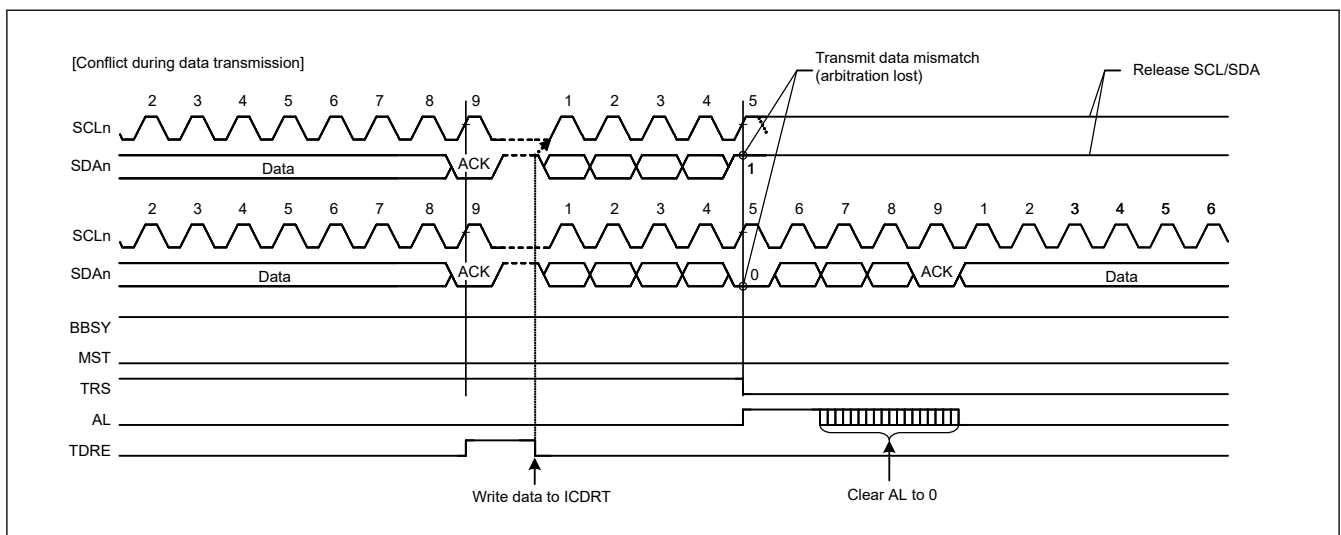 [Conflict during data transmission]
Transmit data mismatch
(arbitration lost)
Release SCL/SDA
2 3 4 5 6 7 8 9 1 2 3 4 5
SCLn
SDAn
Data
ACK
1
2 3 4 5 6 7 8 9 1 2 3 4 5 6 7 8 9 1 2 3 4 5 6
SCLn
SDAn
Data
ACK
0
ACK
Data
BBSY
MST
TRS
AL
TDRE
Write data to ICDRT
Clear AL to 0